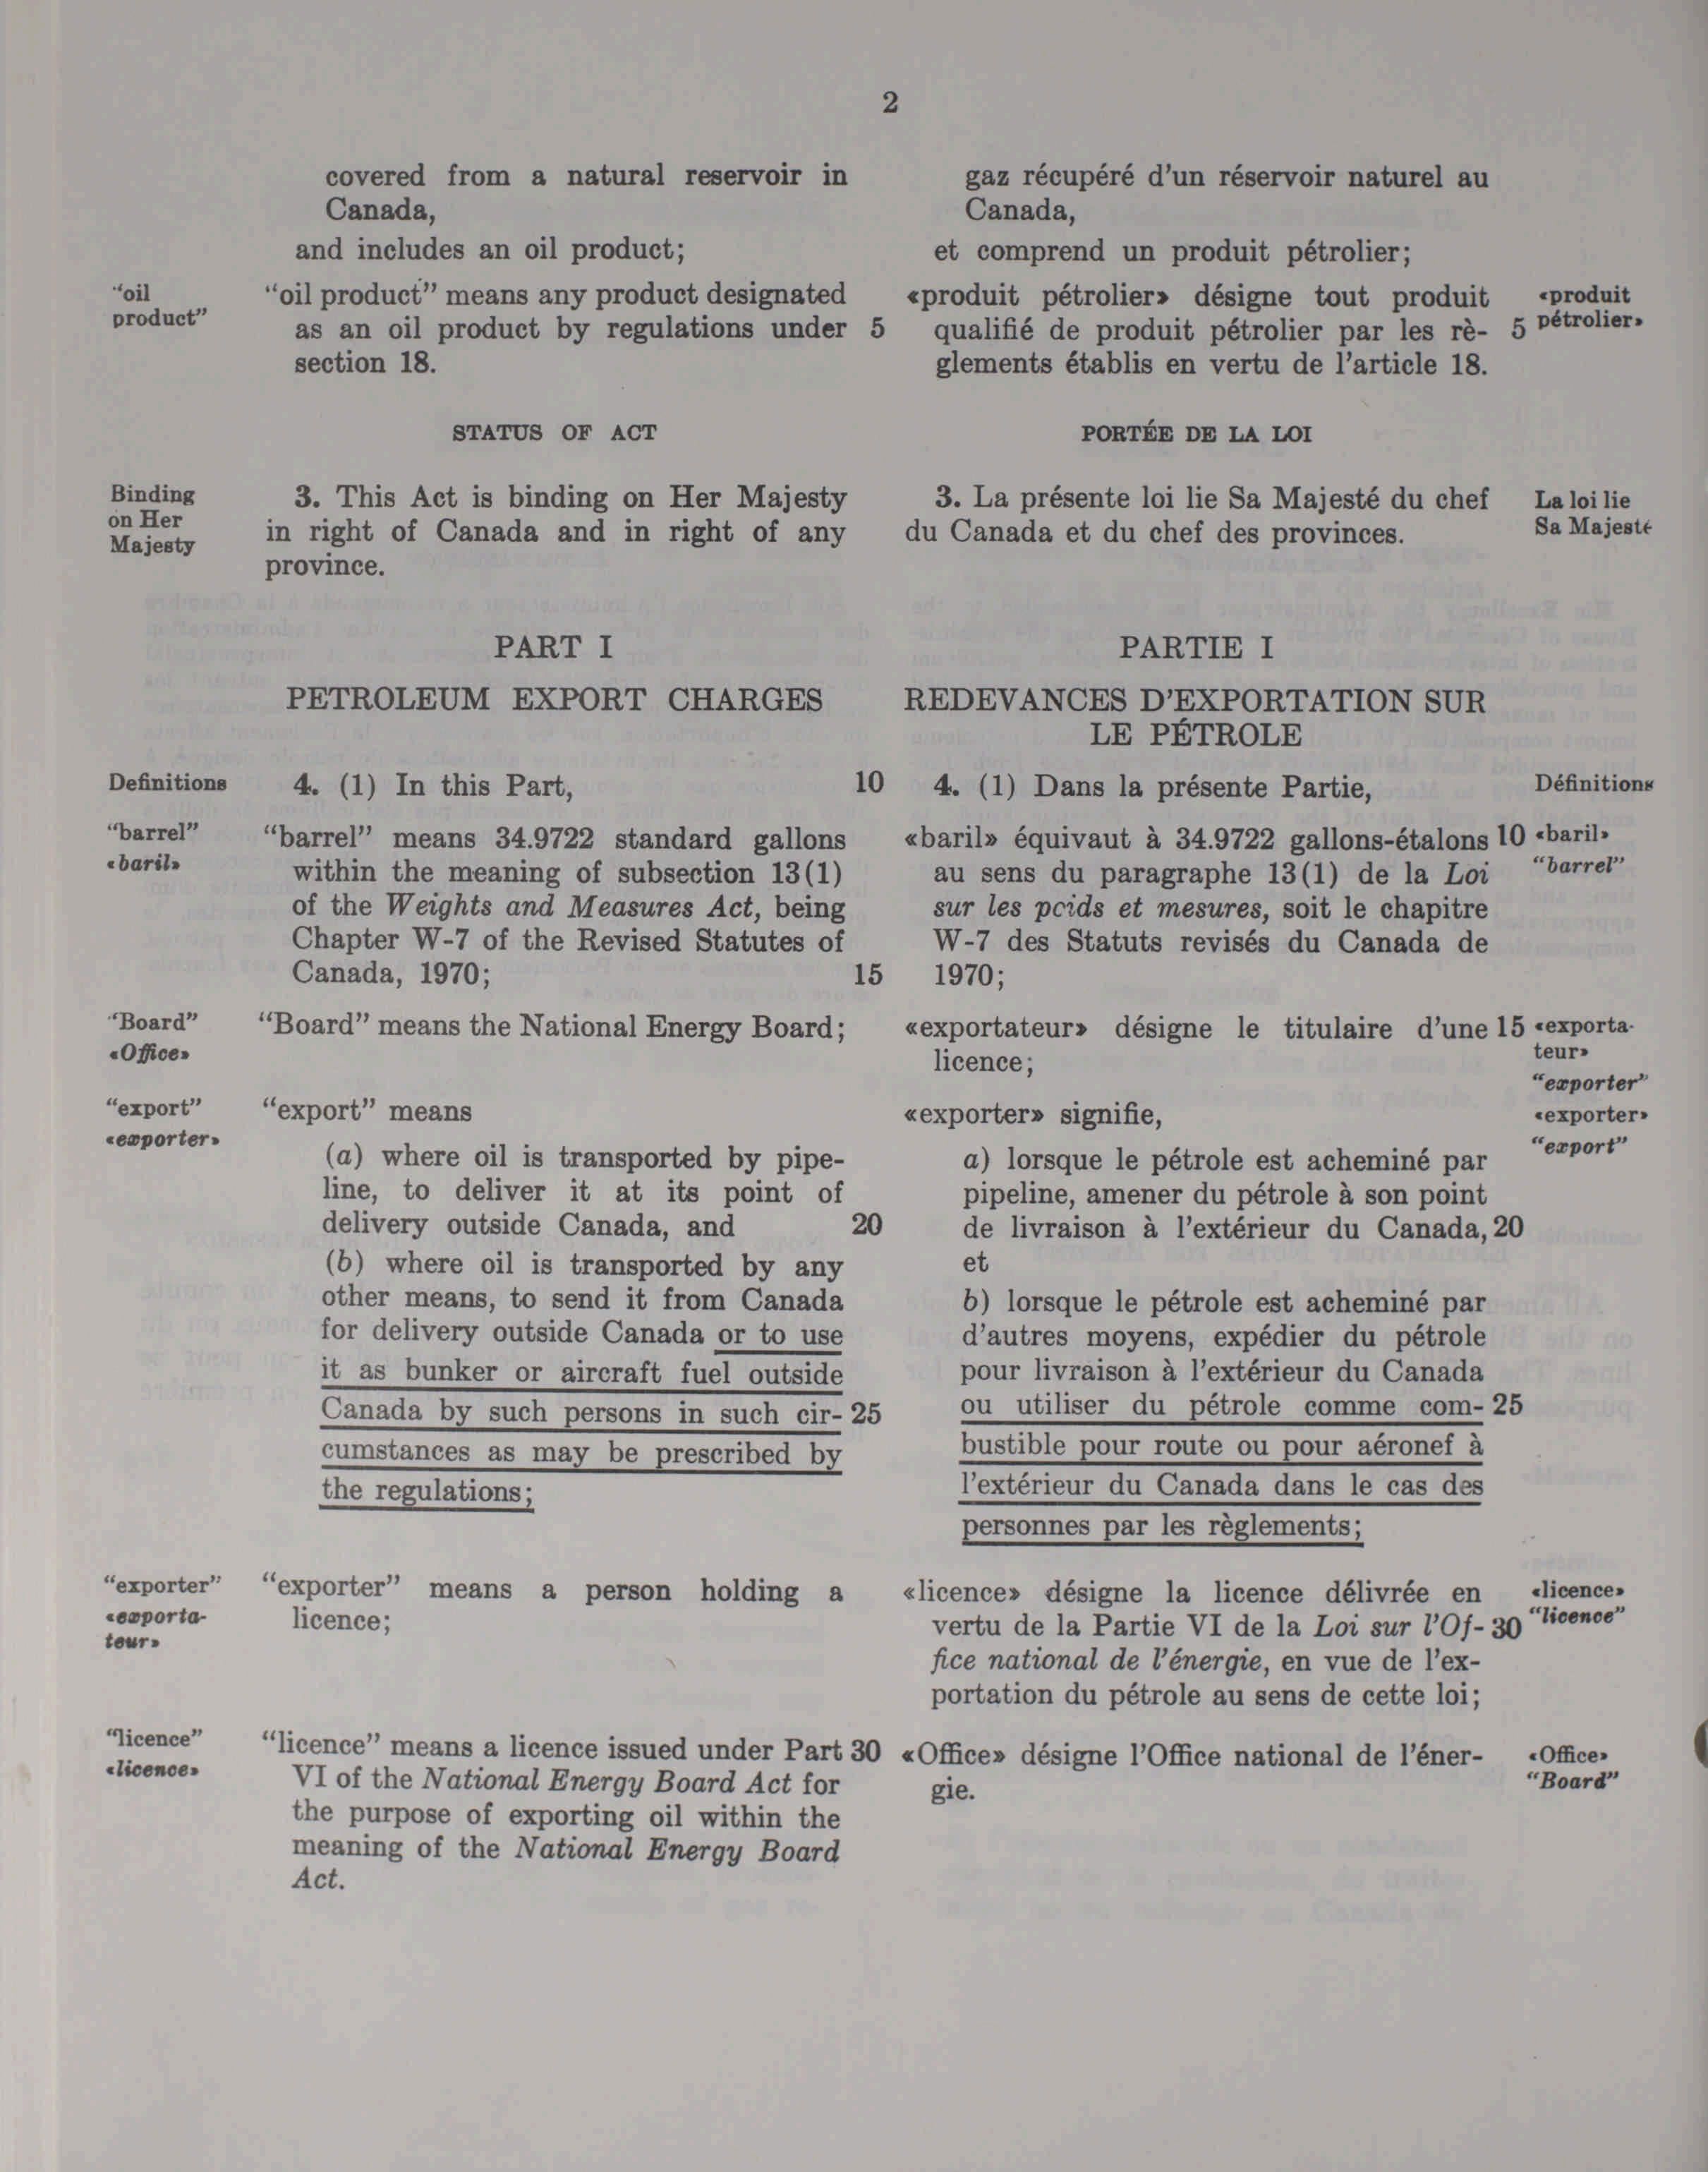 2
covered from a natural reservoir in
Canada,
and includes an oil product;
"oil
product"
"oil product" means any product designated
as an oil product by regulations under 5
section 18.
STATUS OF ACT
Binding
on Her
Majesty
3. This Act is binding on Her Majesty
in right of Canada and in right of any
province.
PART I
PETROLEUM EXPORT CHARGES
Definitions
4. (1) In this Part, 10
"barrel"
«baril»
"barrel" means 34.9722 standard gallons
within the meaning of subsection 13(1)
of the Weights and Measures Act, being
Chapter W-7 of the Revised Statutes of
Canada, 1970; 15
"Board"
«Office»
"Board" means the National Energy Board;
"export"
«exporter»
"export" means
(a) where oil is transported by pipe-
line, to deliver it at its point of
delivery outside Canada, and 20
(b) where oil is transported by any
other means, to send it from Canada
for delivery outside Canada or to use
it as bunker or aircraft fuel outside
Canada by such persons in such cir- 25
cumstances as may be prescribed by
the regulations;
"exporter"
«exporta-
teur»
"exporter" means a person holding a
licence;
"licence"
«licence»
"licence" means a licence issued under Part 30
VI of the National Energy Board Act for
the purpose of exporting oil within the
meaning of the National Energy Board
Act.
gaz récupéré d'un réservoir naturel au
Canada,
et comprend un produit pétrolier;
«produit pétrolier» désigne tout produit
qualifié de produit pétrolier par les rè- 5
glements établis en vertu de l'article 18.
«produit
pétrolier»
PORTÉE DE LA LOI
3. La présente loi lie Sa Majesté du chef
du Canada et du chef des provinces.
La loi lie
Sa Majesté
PARTIE I
REDEVANCES D'EXPORTATION SUR
LE PÉTROLE
4. (1) Dans la présente Partie,
Définitions
«baril» équivaut à 34.9722 gallons-étalons 10
au sens du paragraphe 13(1) de la Loi
sur les poids et mesures, soit le chapitre
W-7 des Statuts revisés du Canada de
1970;
«baril»
"barrel"
«exportateur» désigne le titulaire d'une 15
licence;
«exporta-
teur»
"exporter"
«exporter» signifie,
«exporter»
"export"
a) lorsque le pétrole est acheminé par
pipeline, amener du pétrole à son point
de livraison à l'extérieur du Canada, 20
et
b) lorsque le pétrole est acheminé par
d'autres moyens, expédier du pétrole
pour livraison à l'extérieur du Canada
ou utiliser du pétrole comme com- 25
bustible pour route ou pour aéronef à
l'extérieur du Canada dans le cas des
personnes par les règlements;
«licence» désigne la licence délivrée en
vertu de la Partie VI de la Loi sur l'Of- 30
fice national de l'énergie, en vue de l'ex-
portation du pétrole au sens de cette loi;
«licence»
"licence"
«Office» désigne l'Office national de l'éner-
gie.
«Office»
"Board"